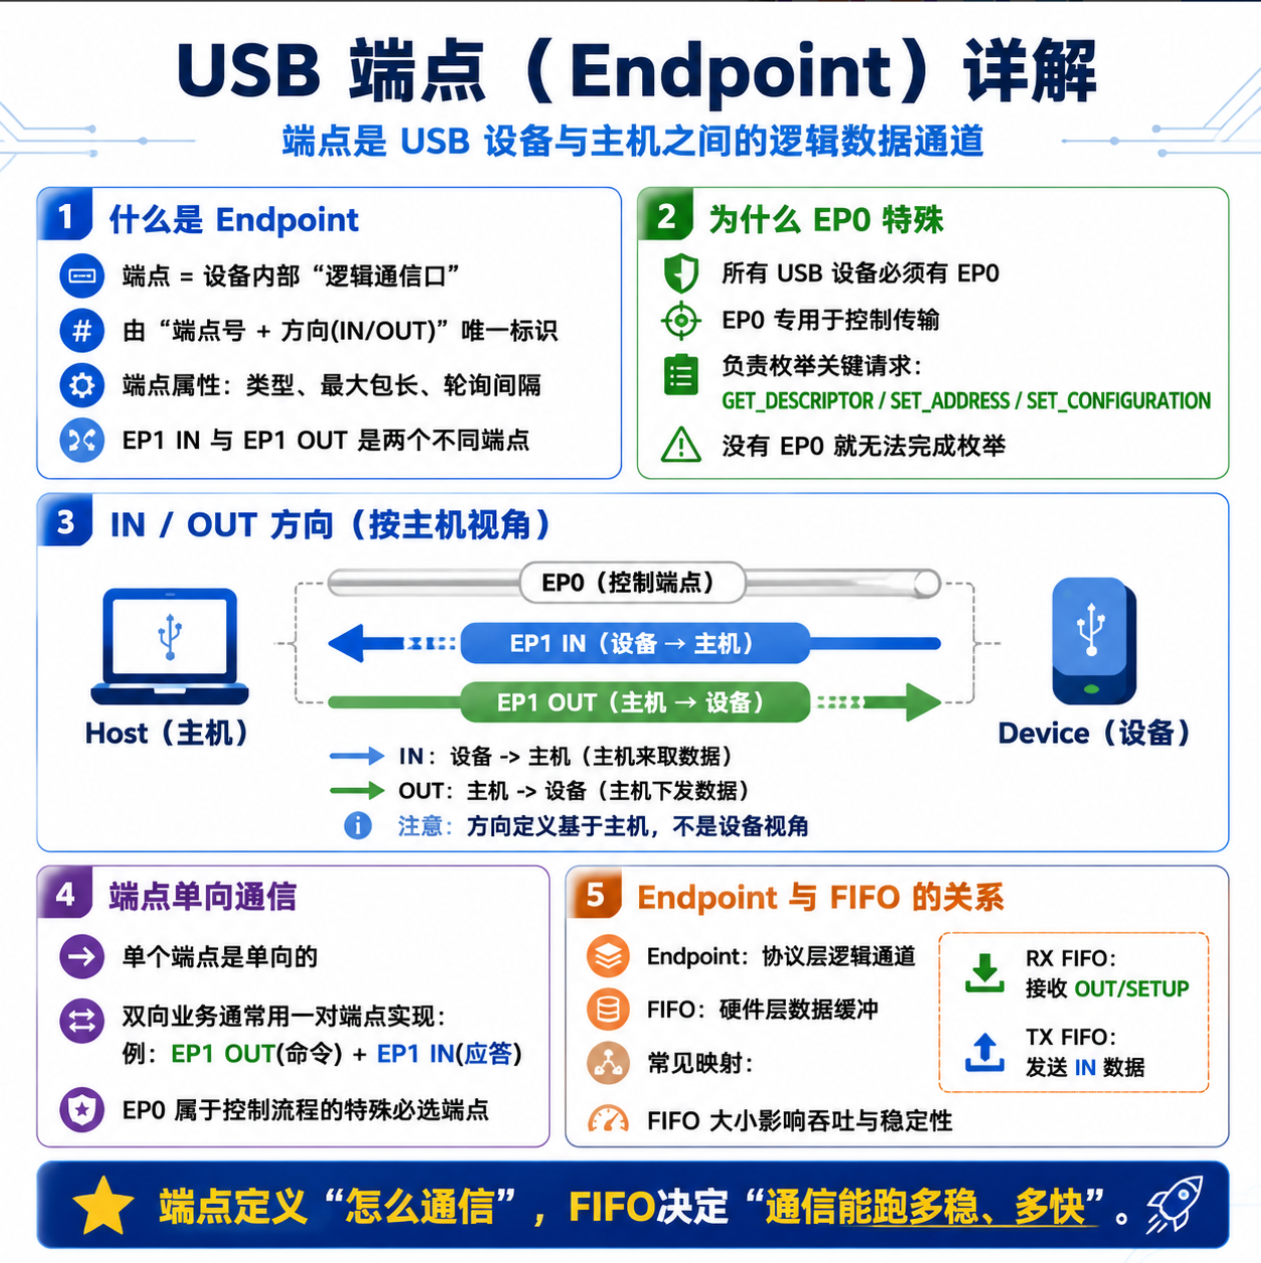 USB 端点（Endpoint）详解
端点是 USB 设备与主机之间的逻辑数据通道
1 什么是 Endpoint
端点 = 设备内部“逻辑通信口”
由“端点号 + 方向(IN/OUT)”唯一标识
端点属性：类型、最大包长、轮询间隔
EP1 IN 与 EP1 OUT 是两个不同端点
2 为什么 EP0 特殊
所有 USB 设备必须有 EP0
EP0 专用于控制传输
负责枚举关键请求：
GET_DESCRIPTOR / SET_ADDRESS / SET_CONFIGURATION
没有 EP0 就无法完成枚举
3 IN / OUT 方向（按主机视角）
EP0（控制端点）
EP1 IN（设备 → 主机）
EP1 OUT（主机 → 设备）
Host（主机）
Device（设备）
IN：设备 -> 主机（主机来取数据）
OUT：主机 -> 设备（主机下发数据）
注意：方向定义基于主机，不是设备视角
4 端点单向通信
单个端点是单向的
双向业务通常用一对端点实现：
例：EP1 OUT(命令) + EP1 IN(应答)
EP0 属于控制流程的特殊必选端点
5 Endpoint 与 FIFO 的关系
Endpoint：协议层逻辑通道
FIFO：硬件层数据缓冲
常见映射：
FIFO 大小影响吞吐与稳定性
RX FIFO：
接收 OUT/SETUP
TX FIFO：
发送 IN 数据
端点定义“怎么通信”，FIFO决定“通信能跑多稳、多快”。